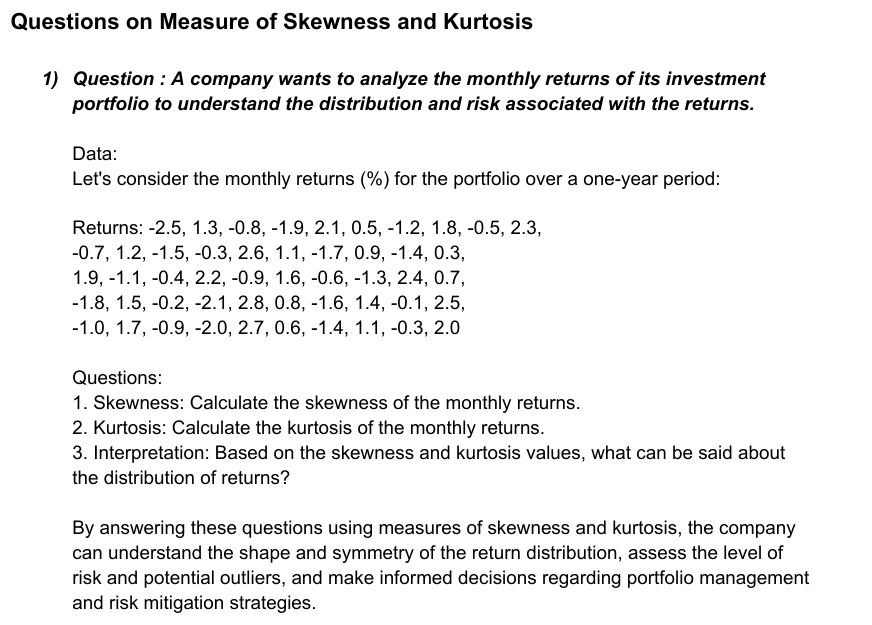 Questions on Measure of Skewness and Kurtosis
1) Question : A company wants to analyze the monthly returns of its investment
portfolio to understand the distribution and risk associated with the returns.
Data:
Let's consider the monthly returns (%) for the portfolio over a one-year period:
Returns: -2.5, 1.3, -0.8, -1.9, 2.1, 0.5, -1.2, 1.8, -0.5, 2.3,
-0.7, 1.2, -1.5, -0.3, 2.6, 1.1, -1.7, 0.9, -1.4, 0.3,
1.9, -1.1, -0.4, 2.2, -0.9, 1.6, -0.6, -1.3, 2.4, 0.7,
-1.8, 1.5, -0.2, -2.1, 2.8, 0.8, -1.6, 1.4, -0.1, 2.5,
-1.0, 1.7, -0.9, -2.0, 2.7, 0.6, -1.4, 1.1, -0.3, 2.0
Questions:
1. Skewness: Calculate the skewness of the monthly returns.
2. Kurtosis: Calculate the kurtosis of the monthly returns.
3. Interpretation: Based on the skewness and kurtosis values, what can be said about
the distribution of returns?
By answering these questions using measures of skewness and kurtosis, the company
can understand the shape and symmetry of the return distribution, assess the level of
risk and potential outliers, and make informed decisions regarding portfolio management
and risk mitigation strategies.